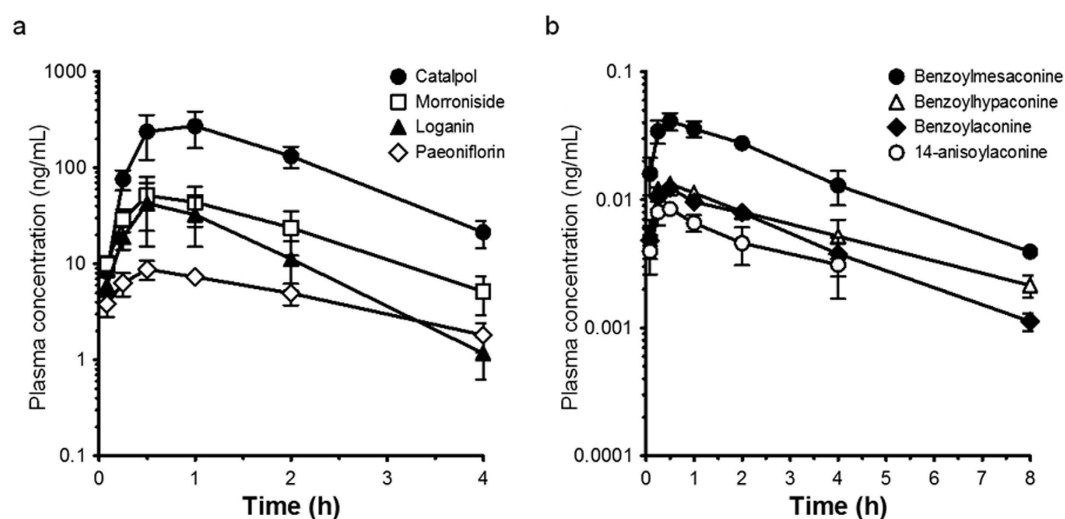 a
1000
100
10
1
0.1
Plasma concentration (ng/mL)
0
1
2
4
Time (h)
Catalpol
Morroniside
Loganin
Paeoniflorin
b
0.1
0.01
0.001
0.0001
Plasma concentration (ng/mL)
0 1 2 3 4 5 6 7 8
Time (h)
Benzoylmesaconine
Benzoylhypaconine
Benzoylaconine
14-anisoylaconine